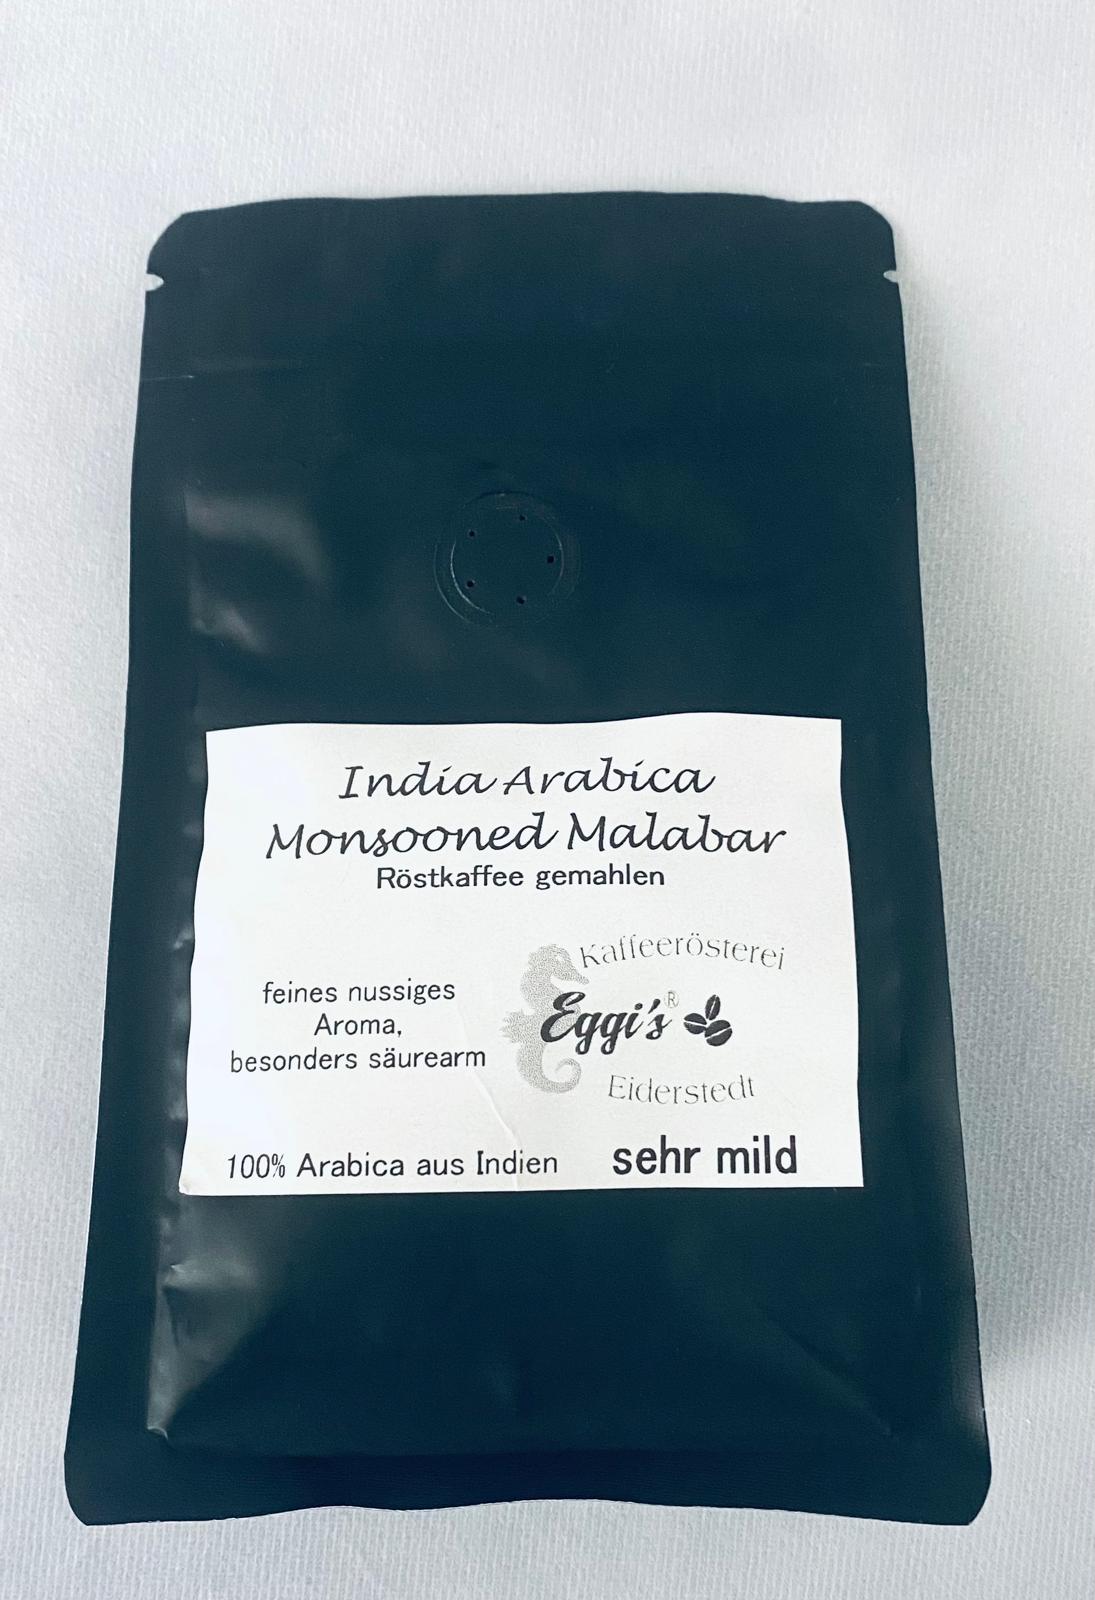 India Arabica
Monsooned Malabar
Röstkaffee gemahlen
feines nussiges
Aroma,
besonders säurearm
Kaffeerösterei
Eggi's®
Eiderstedt
100% Arabica aus Indien
sehr mild